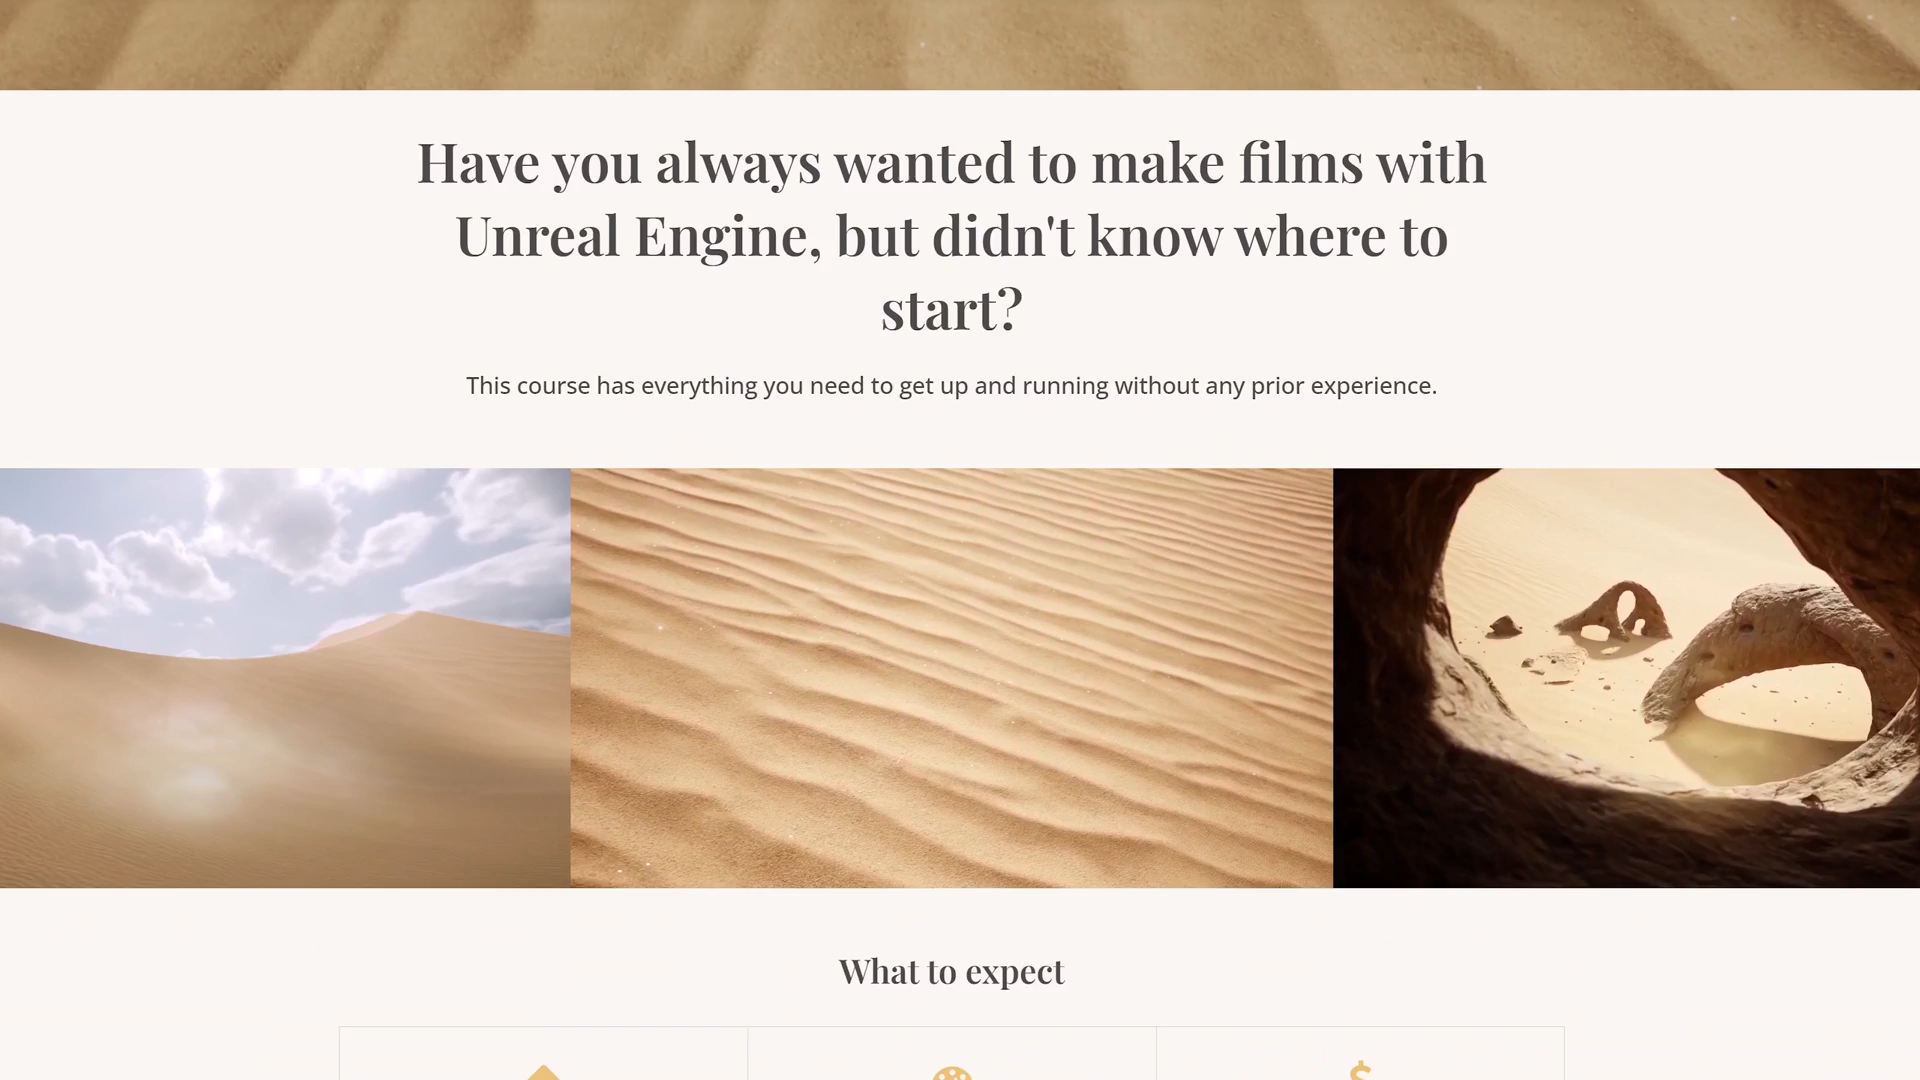 Have you always wanted to make films with
Unreal Engine, but didn't know where to
start?
This course has everything you need to get up and running without any prior experience.
What to expect